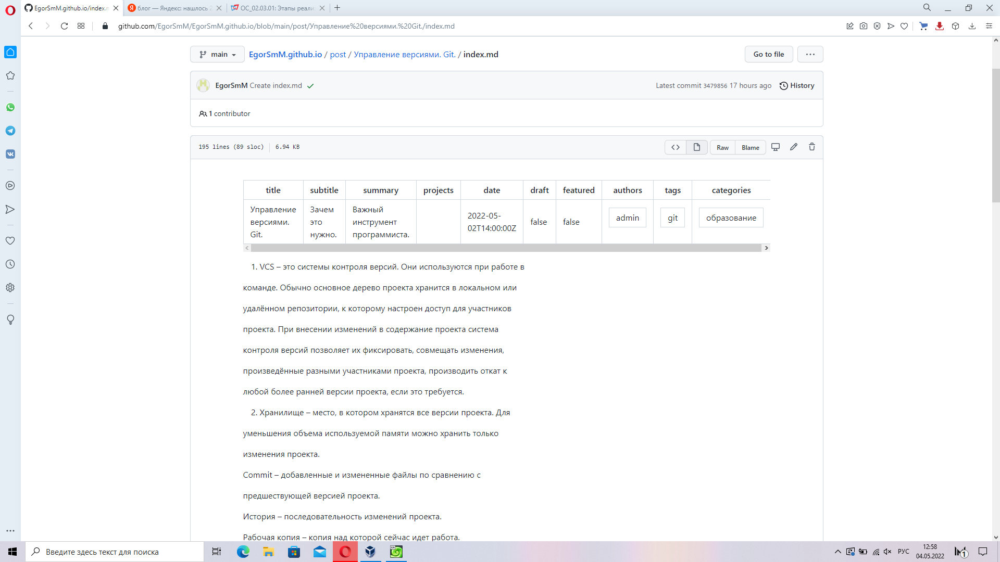 EgorSmM.github.io/index.m
блог — Яндекс: нашлось 2
ОС_02.03.01: Этапы реали
github.com/EgorSmM/EgorSmM.github.io/blob/main/post/Управление%20версиями.%20Git./index.md
main
EgorSmM.github.io / post / Управление версиями. Git. / index.md
Go to file
EgorSmM Create index.md
Latest commit 3479856 17 hours ago
History
1 contributor
195 lines (89 sloc)
6.94 KB
Raw
Blame
title subtitle summary projects date draft featured authors tags categories
Управление версиями. Git.
Зачем это нужно.
Важный инструмент программиста.
2022-05-02T14:00:00Z
false
false
admin
git
образование
1. VCS – это системы контроля версий. Они используются при работе в
команде. Обычно основное дерево проекта хранится в локальном или
удалённом репозитории, к которому настроен доступ для участников
проекта. При внесении изменений в содержание проекта система
контроля версий позволяет их фиксировать, совмещать изменения,
произведённые разными участниками проекта, производить откат к
любой более ранней версии проекта, если это требуется.
2. Хранилище – место, в котором хранятся все версии проекта. Для
уменьшения объема используемой памяти можно хранить только
изменения проекта.
Commit – добавленные и измененные файлы по сравнению с
предшествующей версией проекта.
История – последовательность изменений проекта.
Рабочая копия – копия над которой сейчас идет работа.
Введите здесь текст для поиска
РУС
12:58
04.05.2022
1